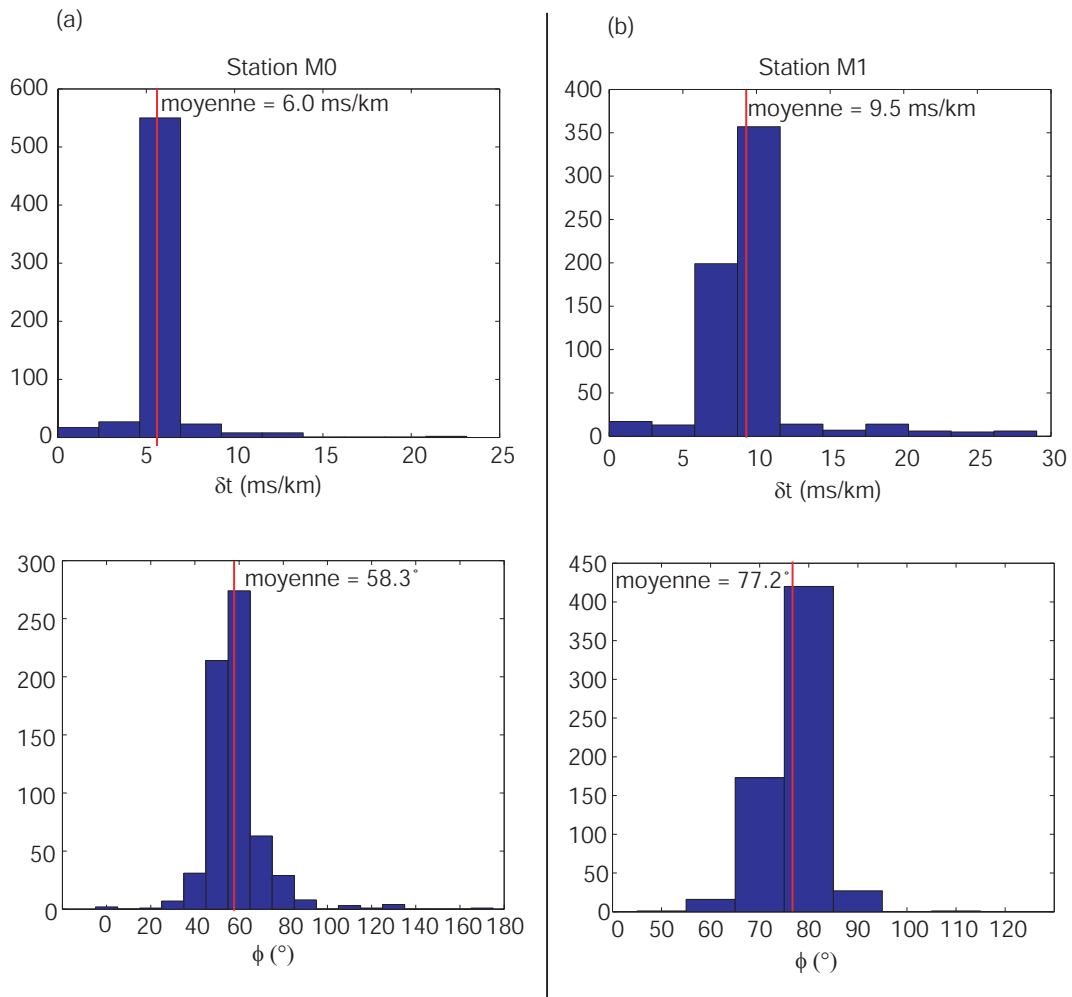 (a)
Station M0
moyenne = 6.0 ms/km
600
500
400
300
200
100
0
0 5 10 15 20 25
δt (ms/km)
moyenne = 58.3°
300
250
200
150
100
50
0
0 20 40 60 80 100 120 140 160 180
ϕ (°)
(b)
Station M1
moyenne = 9.5 ms/km
400
350
300
250
200
150
100
50
0
0 5 10 15 20 25 30
δt (ms/km)
moyenne = 77.2°
450
400
350
300
250
200
150
100
50
0
0 50 60 70 80 90 100 110 120
ϕ (°)